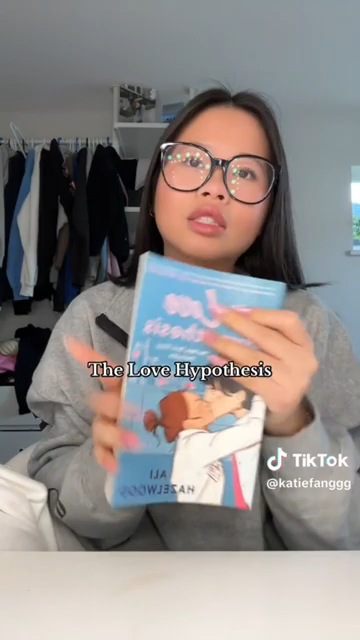 The Love Hypothesis
ALI
HAZELWOOD
TikTok
@katiefanggg